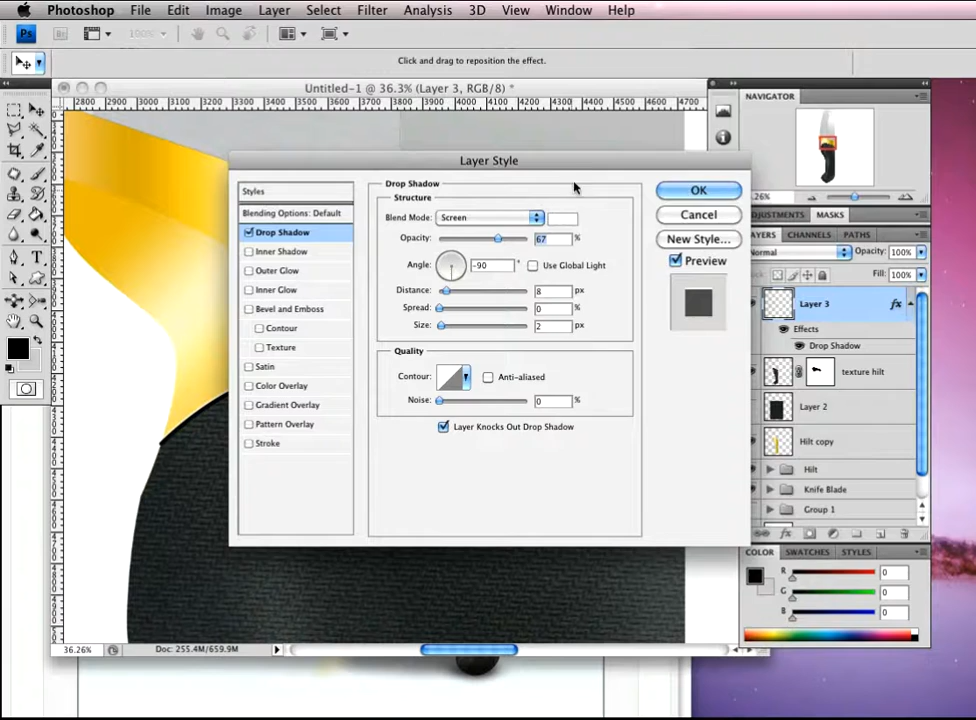 Photoshop File Edit Image Layer Select Filter Analysis 3D View Window Help
Ps Br 100%
Click and drag to reposition the effect.
Untitled-1 @ 36.3% (Layer 3, RGB/8) *
2800 2900 3000 3100 3200 3300 3400 3500 3600 3700 3800 3900 4000 4100 4200 4300 4400 4500 4600 4700
NAVIGATOR
Layer Style
Styles
Blending Options: Default
Drop Shadow
Inner Shadow
Outer Glow
Inner Glow
Bevel and Emboss
Contour
Texture
Satin
Color Overlay
Gradient Overlay
Pattern Overlay
Stroke
Drop Shadow
Structure
Blend Mode: Screen
Opacity: 67 %
Angle: -90 ° Use Global Light
Distance: 8 px
Spread: 0 %
Size: 2 px
Quality
Contour: Anti-aliased
Noise: 0 %
Layer Knocks Out Drop Shadow
OK
Cancel
New Style...
Preview
.26%
ADJUSTMENTS MASKS
LAYERS CHANNELS PATHS
Normal Opacity: 100%
Fill: 100%
Layer 3
Effects
Drop Shadow
texture hilt
Layer 2
Hilt copy
Hilt
Knife Blade
Group 1
fx
COLOR SWATCHES STYLES
R 0
G 0
B 0
36.26% Doc: 255.4M/659.9M